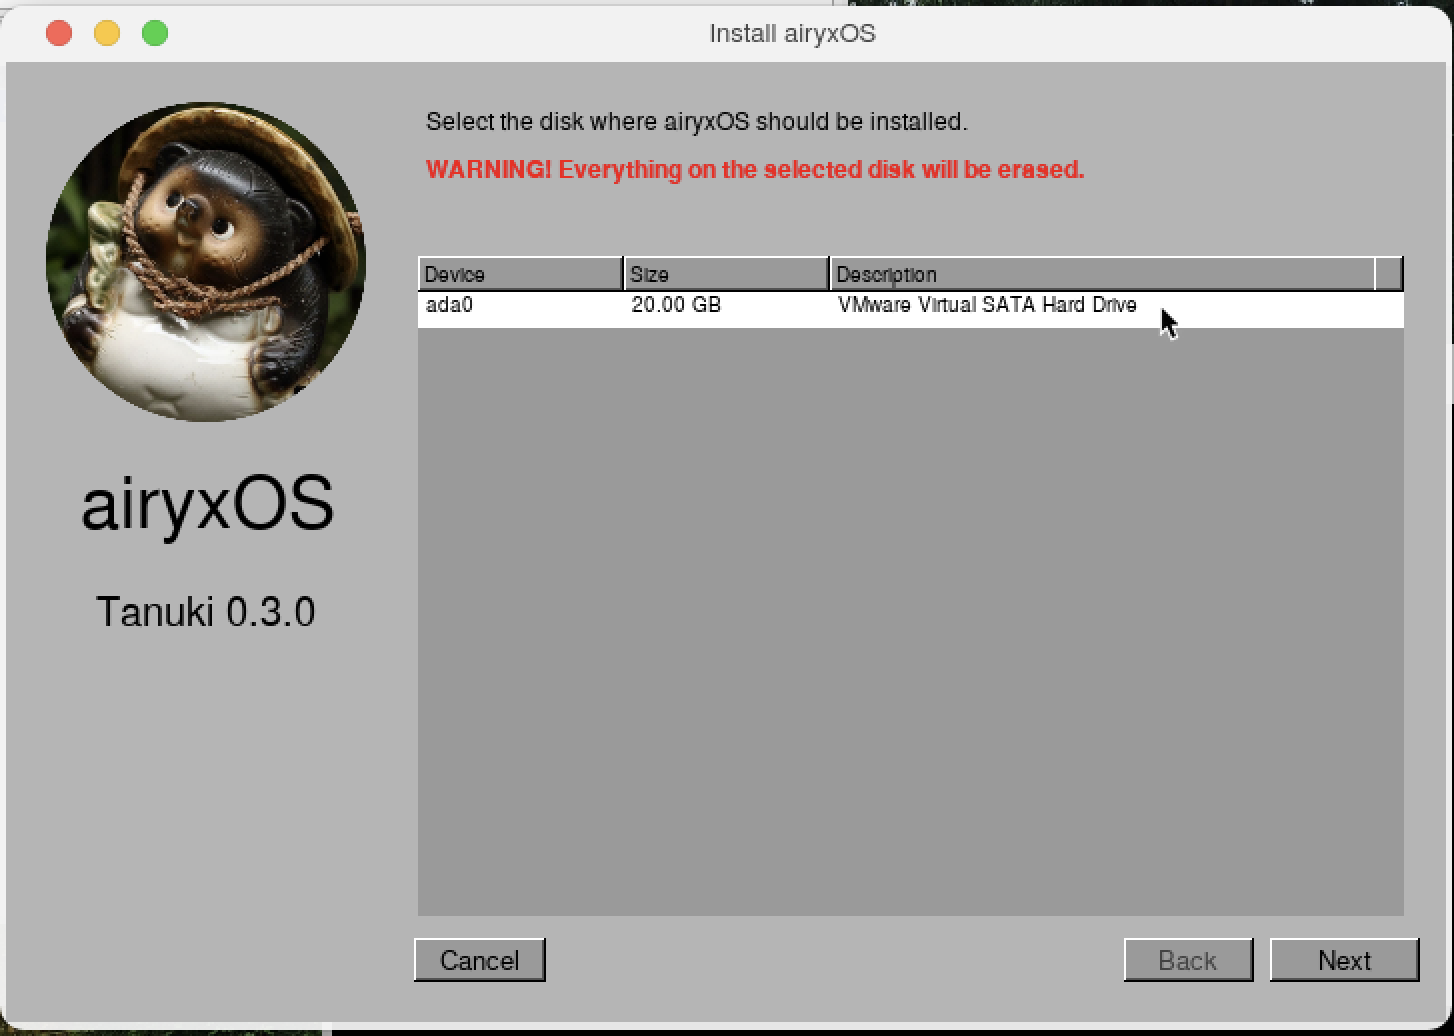 Install airyxOS
Select the disk where airyxOS should be installed.
WARNING! Everything on the selected disk will be erased.
Device Size Description
ada0 20.00 GB VMware Virtual SATA Hard Drive
airyxOS
Tanuki 0.3.0
Cancel Back Next